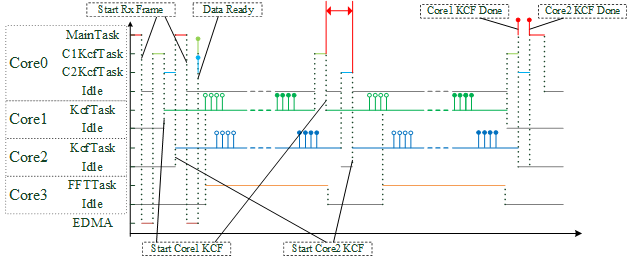 Start Rx Frame
Data Ready
Core1 KCF Done
Core2 KCF Done
Core0
MainTask
C1KcfTask
C2KcfTask
Idle
Core1
KcfTask
Idle
Core2
KcfTask
Idle
Core3
FFTTask
Idle
EDMA
Start Core1 KCF
Start Core2 KCF